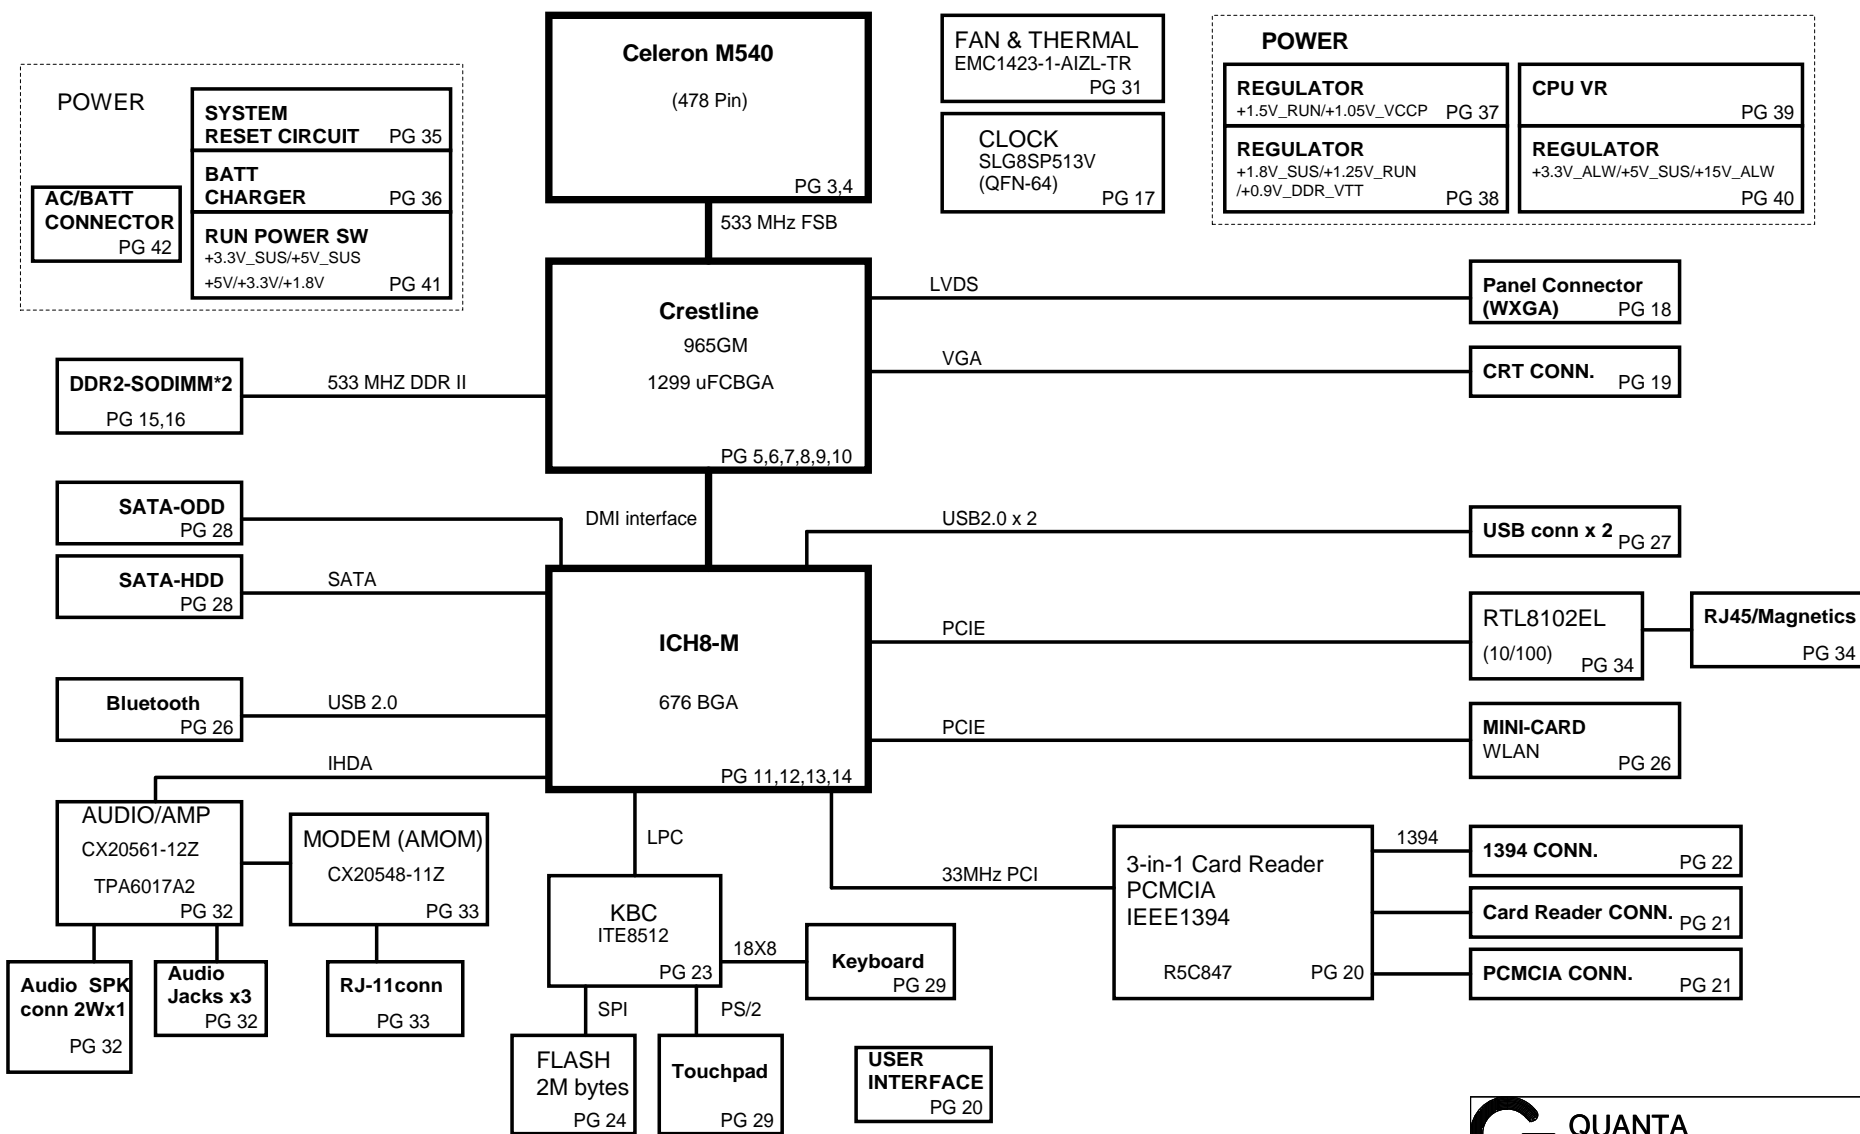 POWER
SYSTEM
RESET CIRCUIT PG 35
BATT
CHARGER PG 36
AC/BATT
CONNECTOR
PG 42
RUN POWER SW
+3.3V_SUS/+5V_SUS
+5V/+3.3V/+1.8V PG 41
Celeron M540
(478 Pin)
PG 3,4
533 MHz FSB
FAN & THERMAL
EMC1423-1-AIZL-TR
PG 31
CLOCK
SLG8SP513V
(QFN-64)
PG 17
POWER
REGULATOR
+1.5V_RUN/+1.05V_VCCP PG 37
CPU VR
PG 39
REGULATOR
+1.8V_SUS/+1.25V_RUN
/+0.9V_DDR_VTT
PG 38
REGULATOR
+3.3V_ALW/+5V_SUS/+15V_ALW
PG 40
Crestline
965GM
1299 uFCBGA
PG 5,6,7,8,9,10
LVDS
Panel Connector
(WXGA) PG 18
VGA
CRT CONN. PG 19
DDR2-SODIMM*2
PG 15,16
533 MHZ DDR II
SATA-ODD
PG 28
DMI interface
USB2.0 x 2
USB conn x 2 PG 27
SATA-HDD
PG 28
SATA
ICH8-M
676 BGA
PG 11,12,13,14
PCIE
RTL8102EL
(10/100) PG 34
RJ45/Magnetics
PG 34
Bluetooth
PG 26
USB 2.0
PCIE
MINI-CARD
WLAN
PG 26
IHDA
AUDIO/AMP
CX20561-12Z
TPA6017A2
PG 32
MODEM (AMOM)
CX20548-11Z
PG 33
LPC
33MHz PCI
3-in-1 Card Reader
PCMCIA
IEEE1394
R5C847 PG 20
1394
1394 CONN. PG 22
Card Reader CONN. PG 21
PCMCIA CONN. PG 21
KBC
ITE8512
PG 23
18X8
Keyboard
PG 29
Audio SPK
conn 2Wx1
PG 32
Audio
Jacks x3
PG 32
RJ-11conn
PG 33
SPI
PS/2
FLASH
2M bytes
PG 24
Touchpad
PG 29
USER
INTERFACE
PG 20
QUANTA